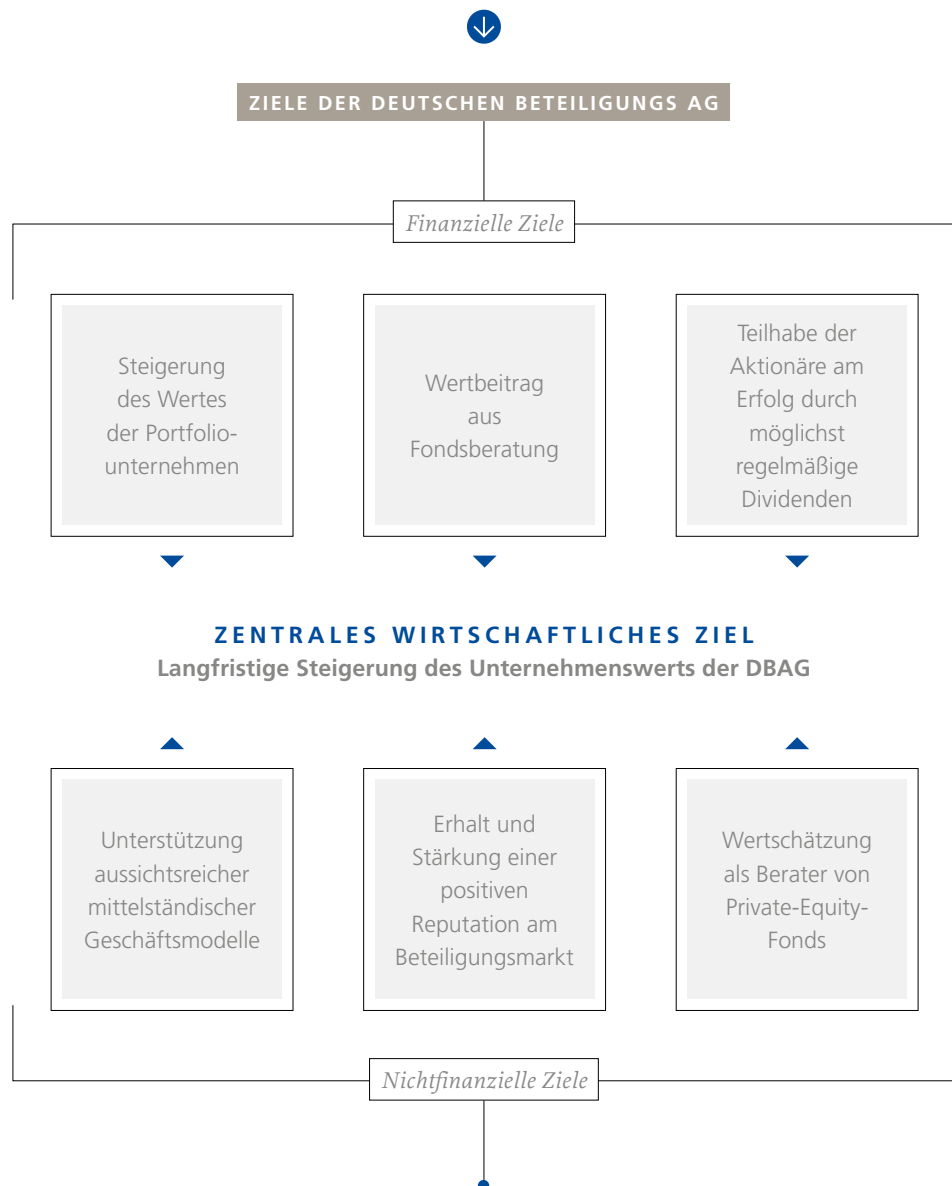 ZIELE DER DEUTSCHEN BETEILIGUNGS AG
Finanzielle Ziele
Steigerung
des Wertes
der Portfolio-
unternehmen
Wertbeitrag
aus
Fondsberatung
Teilhabe der
Aktionäre am
Erfolg durch
möglichst
regelmäßige
Dividenden
ZENTRALES WIRTSCHAFTLICHES ZIEL
Langfristige Steigerung des Unternehmenswerts der DBAG
Unterstützung
aussichtsreicher
mittelständischer
Geschäftsmodelle
Erhalt und
Stärkung einer
positiven
Reputation am
Beteiligungsmarkt
Wertschätzung
als Berater von
Private-Equity-
Fonds
Nichtfinanzielle Ziele